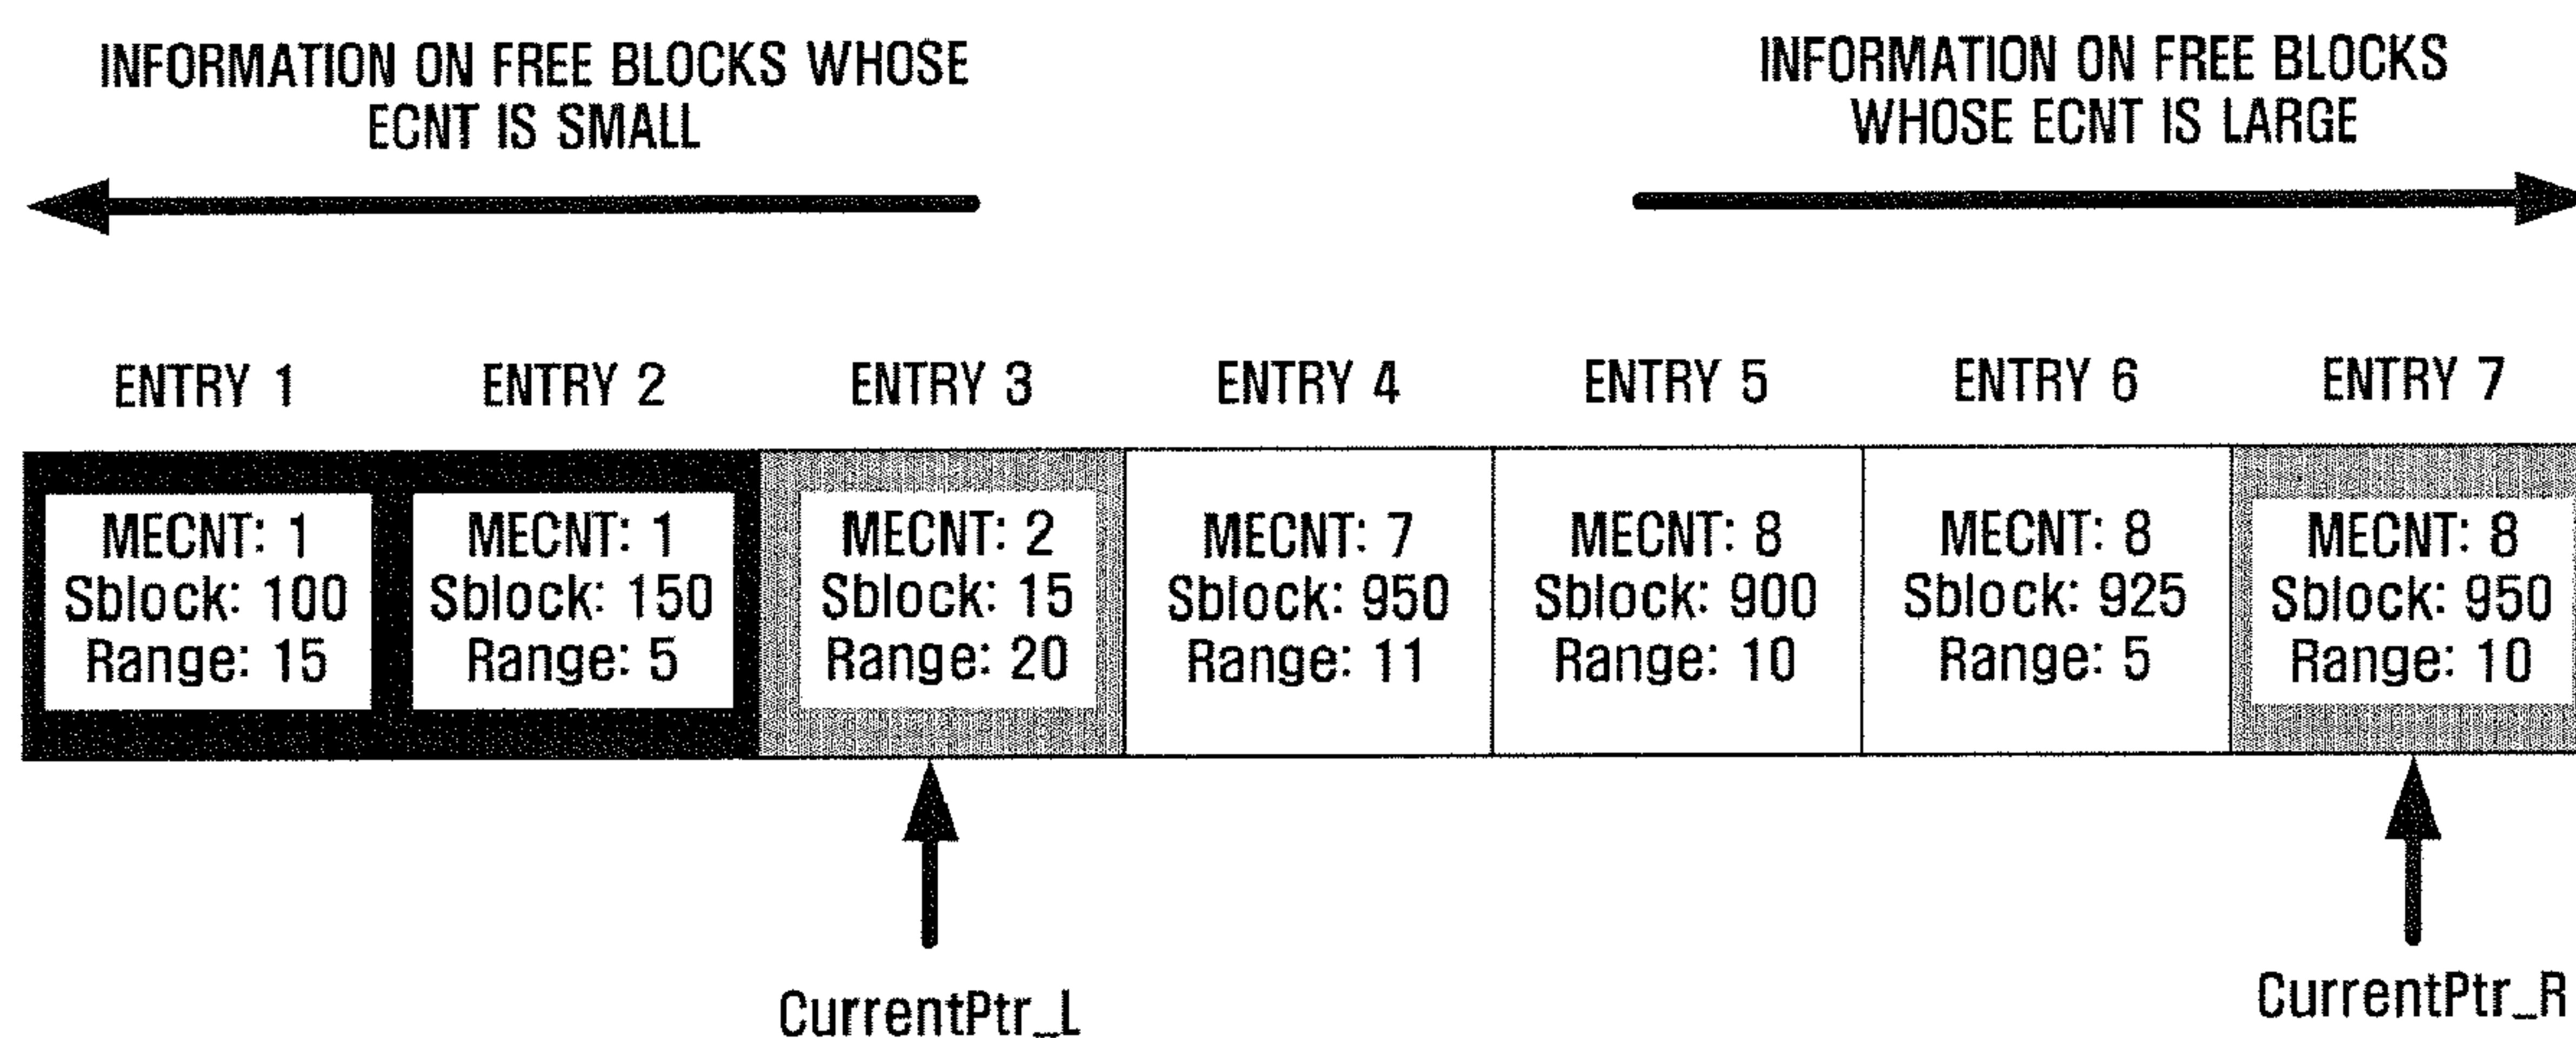 INFORMATION ON FREE BLOCKS WHOSE
ECNT IS SMALL
INFORMATION ON FREE BLOCKS
WHOSE ECNT IS LARGE
ENTRY 1
ENTRY 2
ENTRY 3
ENTRY 4
ENTRY 5
ENTRY 6
ENTRY 7
MECNT: 1
Sblock: 100
Range: 15
MECNT: 1
Sblock: 150
Range: 5
MECNT: 2
Sblock: 15
Range: 20
MECNT: 7
Sblock: 950
Range: 11
MECNT: 8
Sblock: 900
Range: 10
MECNT: 8
Sblock: 925
Range: 5
MECNT: 8
Sblock: 950
Range: 10
CurrentPtr_L
CurrentPtr_R